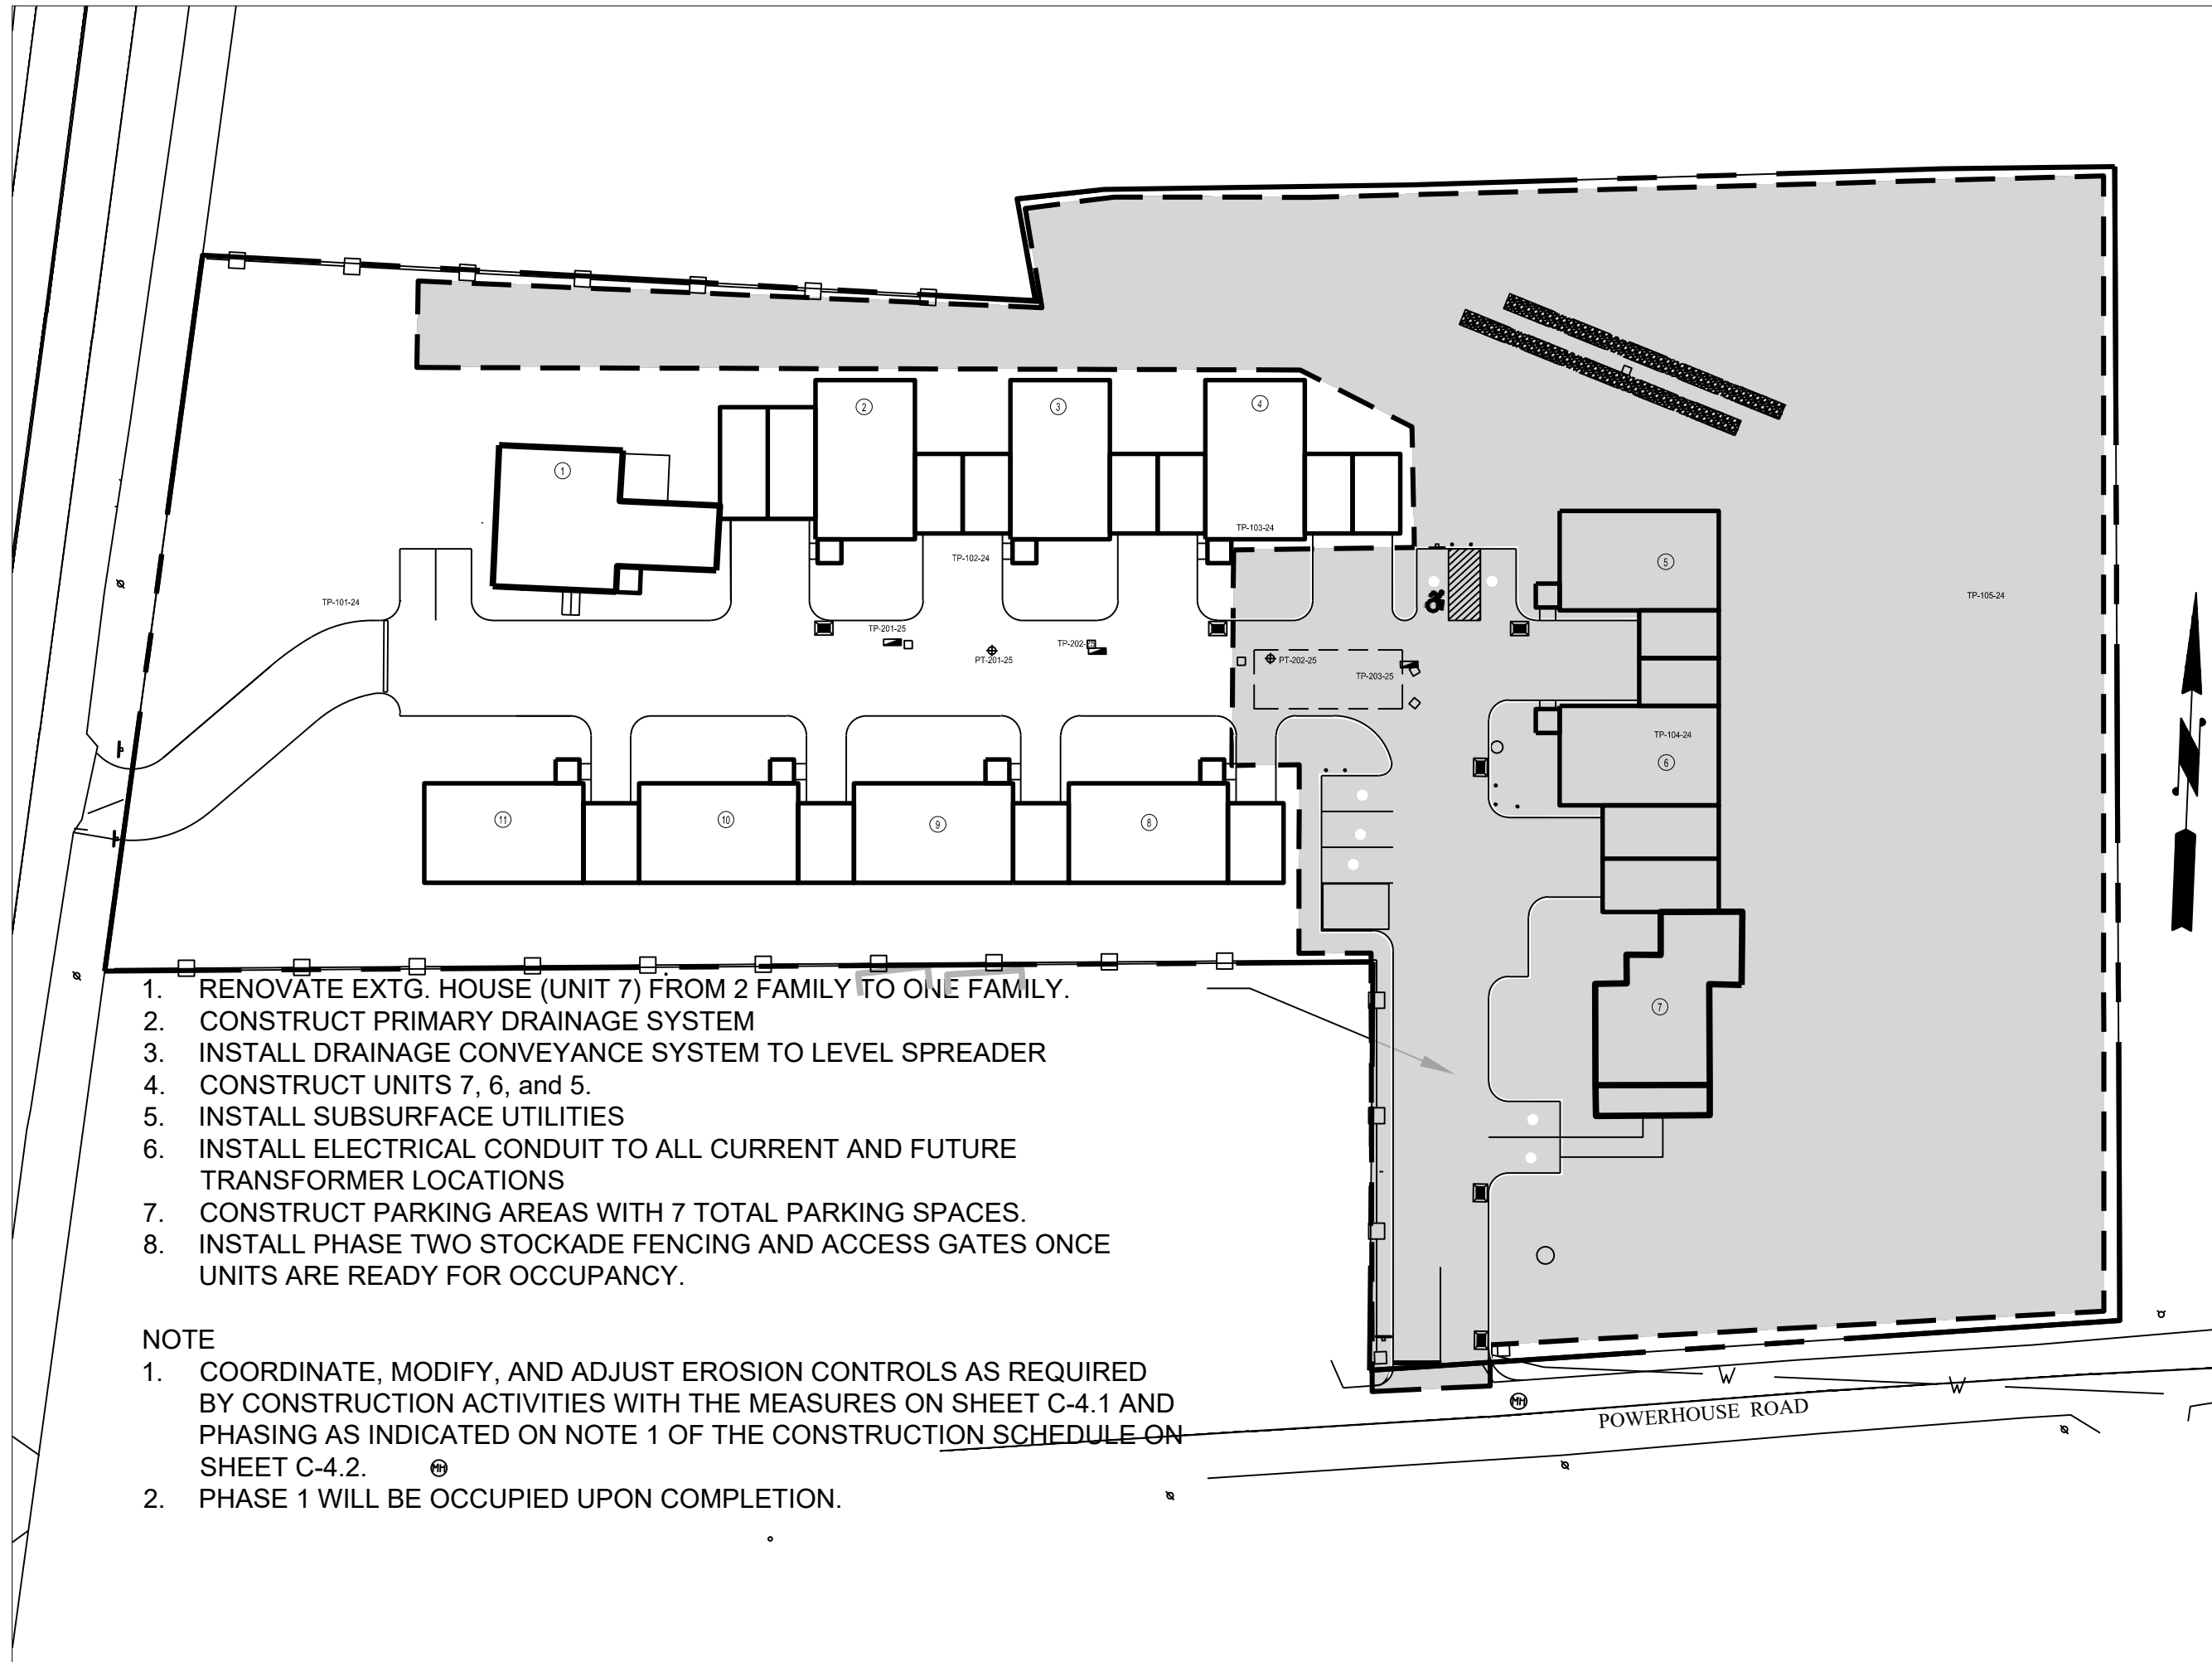 2
3
4
1
TP-103-24
TP-102-24
5
TP-101-24
TP-105-24
TP-201-25
TP-202-25
PT-201-25
PT-202-25
TP-203-25
TP-104-24
6
11
10
9
8
7
1. RENOVATE EXTG. HOUSE (UNIT 7) FROM 2 FAMILY TO ONE FAMILY.
2. CONSTRUCT PRIMARY DRAINAGE SYSTEM
3. INSTALL DRAINAGE CONVEYANCE SYSTEM TO LEVEL SPREADER
4. CONSTRUCT UNITS 7, 6, and 5.
5. INSTALL SUBSURFACE UTILITIES
6. INSTALL ELECTRICAL CONDUIT TO ALL CURRENT AND FUTURE
TRANSFORMER LOCATIONS
7. CONSTRUCT PARKING AREAS WITH 7 TOTAL PARKING SPACES.
8. INSTALL PHASE TWO STOCKADE FENCING AND ACCESS GATES ONCE
UNITS ARE READY FOR OCCUPANCY.
NOTE
1. COORDINATE, MODIFY, AND ADJUST EROSION CONTROLS AS REQUIRED
BY CONSTRUCTION ACTIVITIES WITH THE MEASURES ON SHEET C-4.1 AND
PHASING AS INDICATED ON NOTE 1 OF THE CONSTRUCTION SCHEDULE ON
SHEET C-4.2.
MH
2. PHASE 1 WILL BE OCCUPIED UPON COMPLETION.
W
W
MH
POWERHOUSE ROAD
N